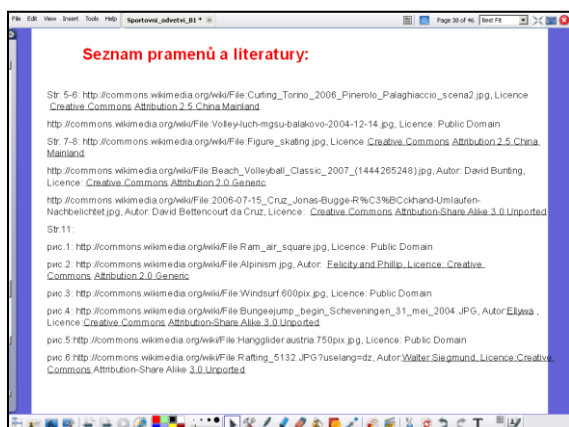 File Edit View Insert Tools Help Sportovni_odvetvi_B1 * Page 38 of 46 Best Fit
Seznam pramenů a literatury:
Str. 5-6: http://commons.wikimedia.org/wiki/File:Curling_Torino_2006_Pinerolo_Palaghiaccio_scena2.jpg, Licence
Creative Commons Attribution 2.5 China Mainland
http://commons.wikimedia.org/wiki/File:Volley-luch-mgsu-balakovo-2004-12-14.jpg, Licence: Public Domain
Str. 7-8: http://commons.wikimedia.org/wiki/File:Figure_skating.jpg, Licence Creative Commons Attribution 2.5 China
Mainland
http://commons.wikimedia.org/wiki/File:Beach_Volleyball_Classic_2007_(1444265248).jpg, Autor: David Bunting,
Licence: Creative Commons Attribution 2.0 Generic
http://commons.wikimedia.org/wiki/File:2006-07-15_Cruz_Jonas-Bugge-R%C3%BCckhand-Umlaufen-
Nachbelichtet.jpg, Autor: David Bettencourt da Cruz, Licence: Creative Commons Attribution-Share Alike 3.0 Unported
Str.11:
рис.1: http://commons.wikimedia.org/wiki/File:Ram_air_square.jpg, Licence: Public Domain
рис.2: http://commons.wikimedia.org/wiki/File:Alpinism.jpg, Autor: Felicity and Phillip, Licence: Creative
Commons Attribution 2.0 Generic
рис.3: http://commons.wikimedia.org/wiki/File:Windsurf.600pix.jpg, Licence: Public Domain
рис.4: http://commons.wikimedia.org/wiki/File:Bungeejump_begin_Scheveningen_31_mei_2004.JPG, Autor:Ellywa ,
Licence:Creative Commons Attribution-Share Alike 3.0 Unported
рис.5:http://commons.wikimedia.org/wiki/File:Hangglider.austria.750pix.jpg, Licence: Public Domain
рис.6:http://commons.wikimedia.org/wiki/File:Rafting_5132.JPG?uselang=dz, Autor:Walter Siegmund, Licence:Creative
Commons Attribution-Share Alike 3.0 Unported